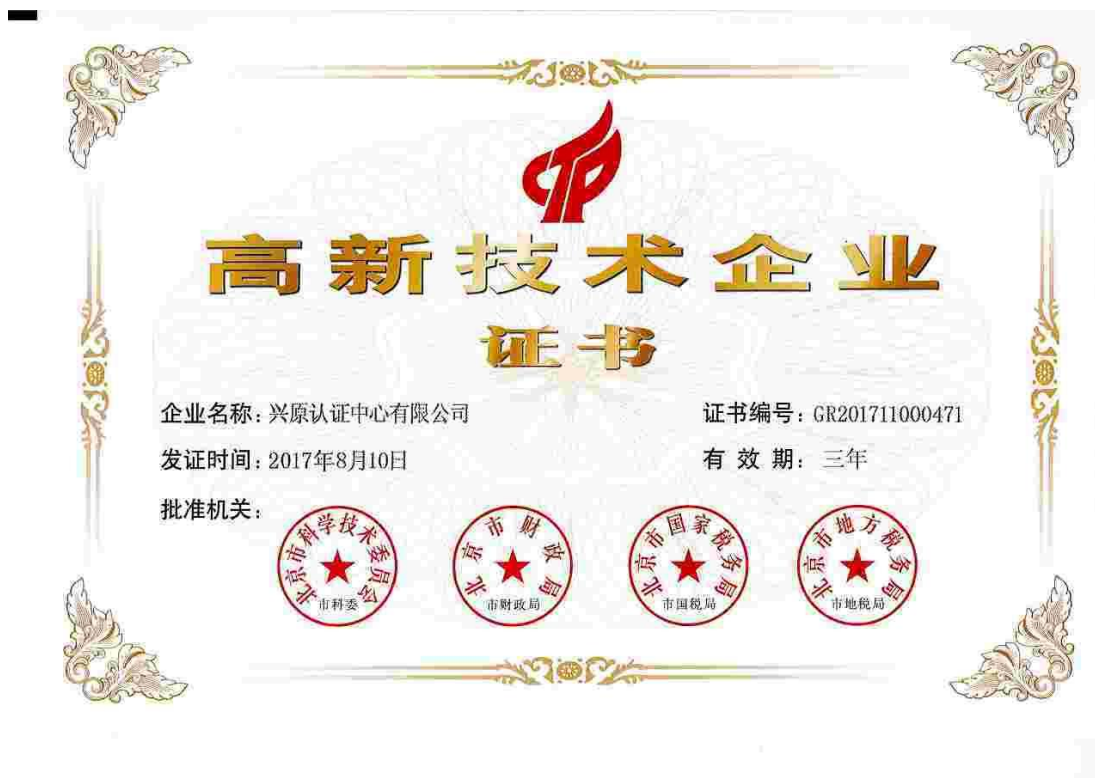 高新技术企业
证书
企业名称：兴原认证中心有限公司
证书编号：GR201711000471
发证时间：2017年8月10日
有效期：三年
批准机关：
北京市科学技术委员会
市科委
北京市财政局
市财政局
北京市国家税务局
市国税局
北京市地方税务局
市地税局